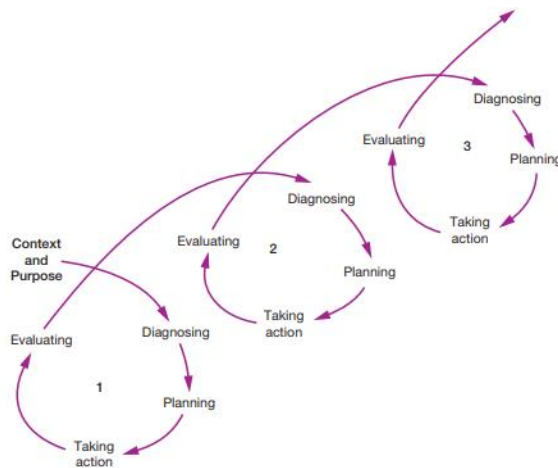 Diagnosing
Evaluating
3
Planning
Taking
action
Diagnosing
Evaluating
2
Planning
Taking
action
Context
and
Purpose
Diagnosing
Evaluating
1
Planning
Taking
action